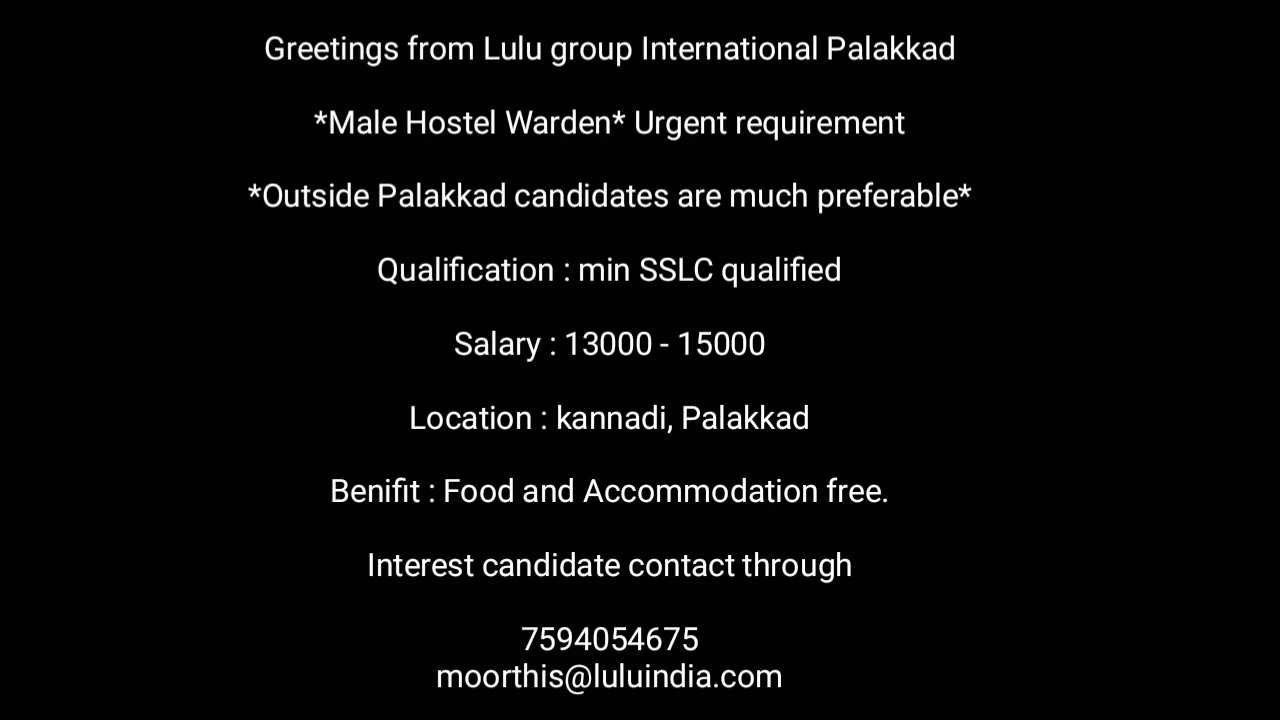 Greetings from Lulu group International Palakkad
*Male Hostel Warden* Urgent requirement
*Outside Palakkad candidates are much preferable*
Qualification : min SSLC qualified
Salary : 13000 - 15000
Location : kannadi, Palakkad
Benifit : Food and Accommodation free.
Interest candidate contact through
7594054675
moorthis@luluindia.com